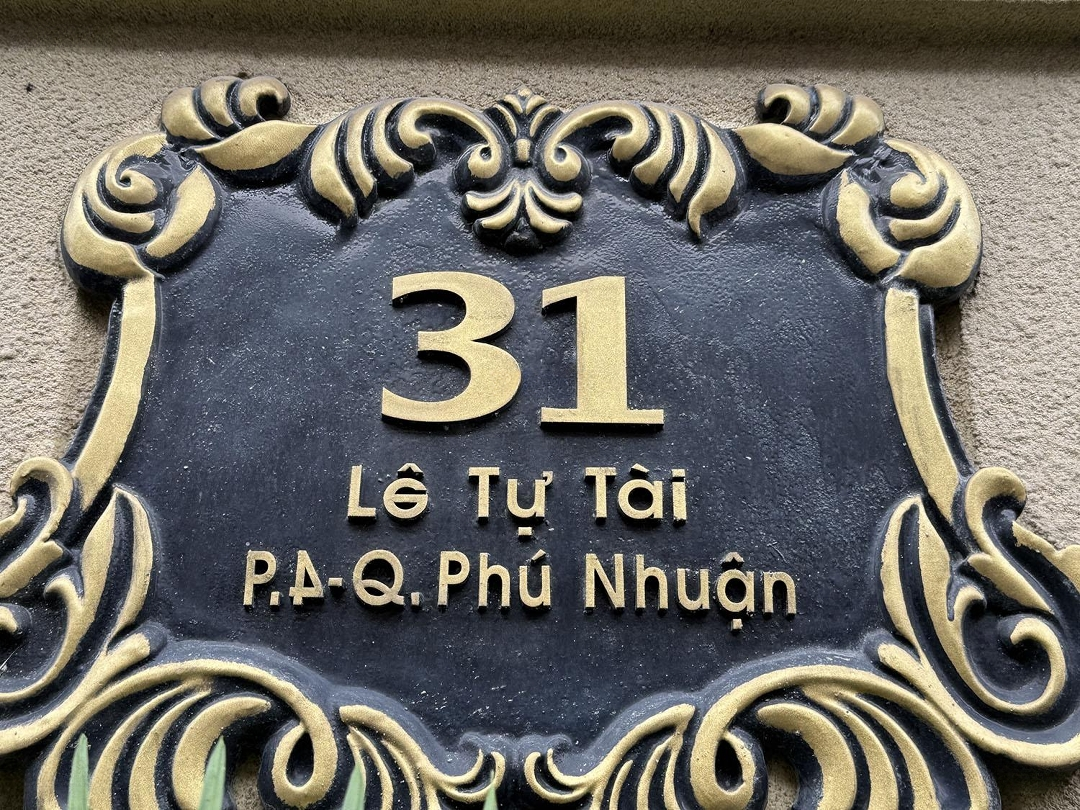 31
Lê Tự Tài
P.4-Q.Phú Nhuận